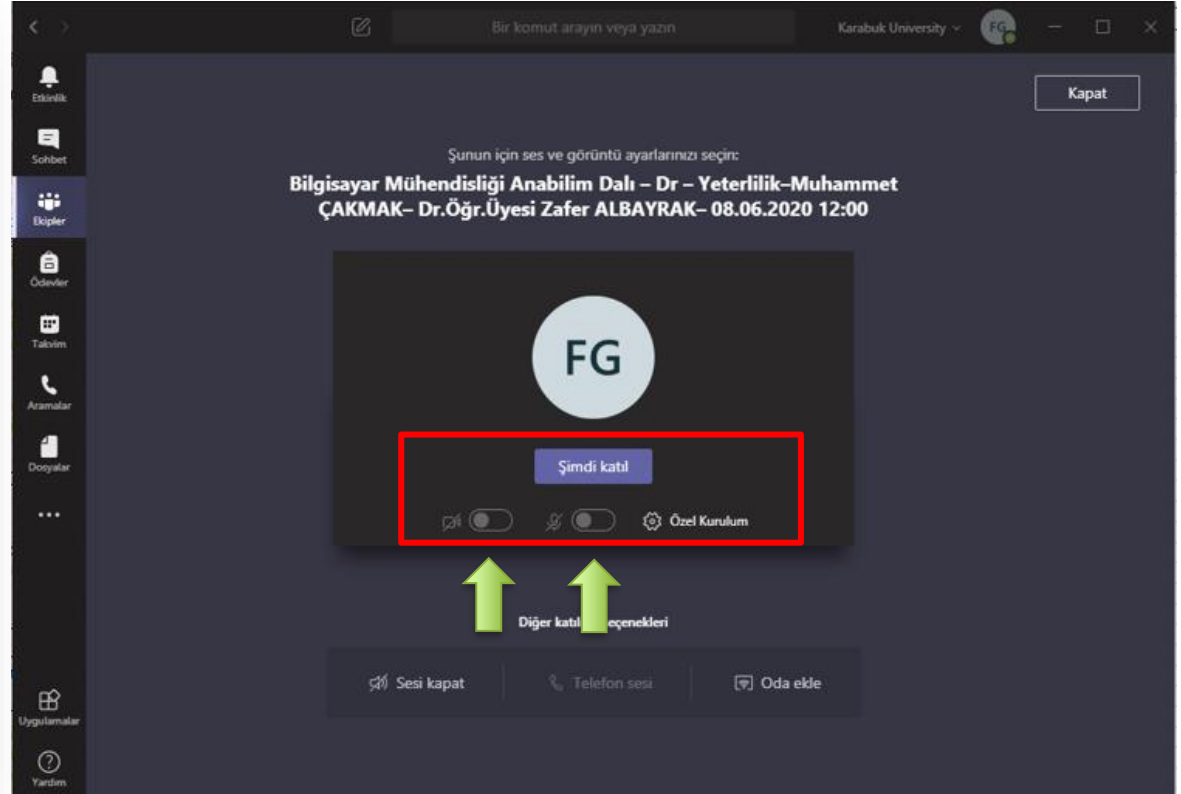 Bir komut arayın veya yazın
Karabuk University
FG
Etkinlik
Sohbet
Ekipler
Ödevler
Takvim
Aramalar
Dosyalar
Uygulamalar
Yardım
Kapat
Şunun için ses ve görüntü ayarlarınızı seçin:
Bilgisayar Mühendisliği Anabilim Dalı – Dr – Yeterlilik–Muhammet
ÇAKMAK– Dr.Öğr.Üyesi Zafer ALBAYRAK– 08.06.2020 12:00
FG
Şimdi katıl
Özel Kurulum
Diğer
Sesi kapat
Telefon sesi
Oda ekle